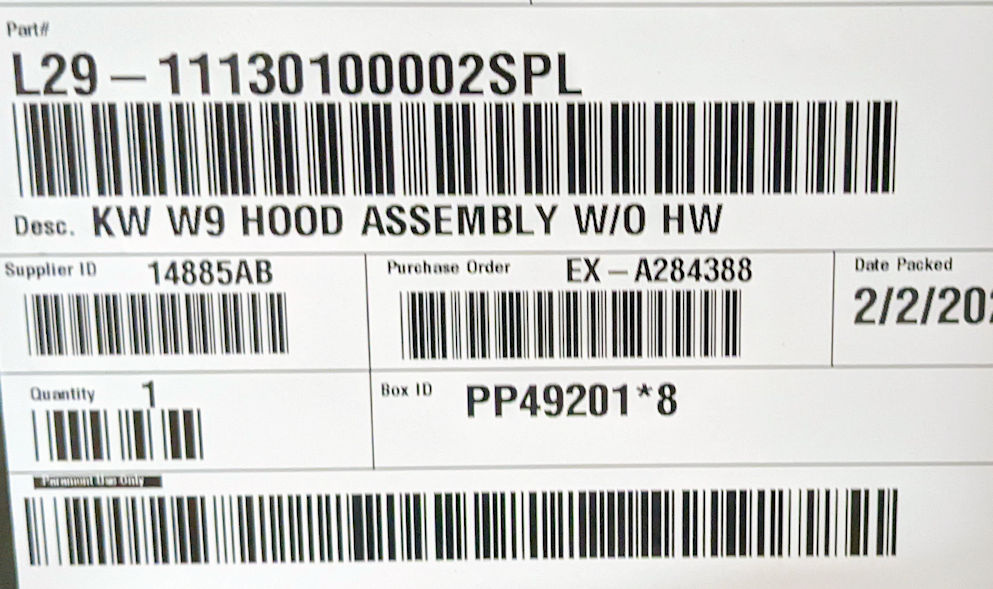 Part#
L29-11130100002SPL
Desc. KW W9 HOOD ASSEMBLY W/O HW
Supplier ID 14885AB
Purchase Order EX-A284388
Date Packed
2/2/202
Quantity 1
Box ID PP49201*8
Paramount Use Only